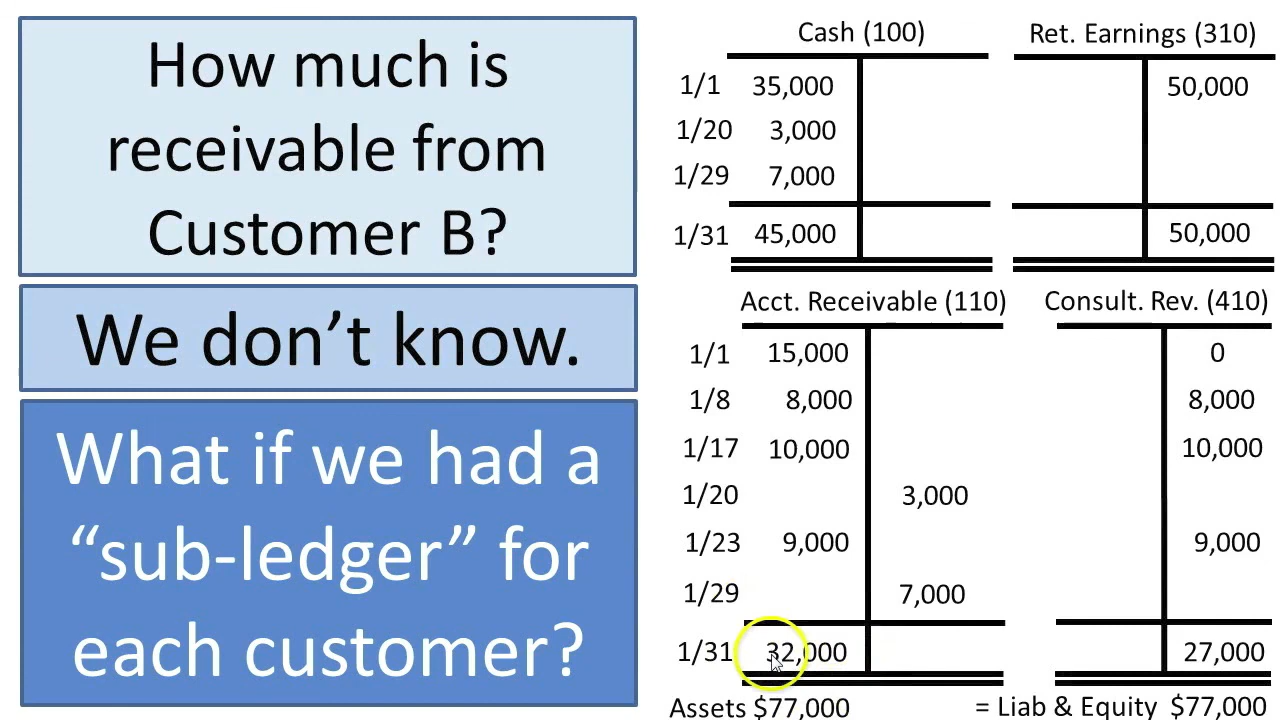 How much is
receivable from
Customer B?
We don’t know.
What if we had a
“sub-ledger” for
each customer?
Cash (100)
1/1 35,000
1/20 3,000
1/29 7,000
1/31 45,000
Ret. Earnings (310)
50,000
50,000
Acct. Receivable (110)
1/1 15,000
1/8 8,000
1/17 10,000
1/20 3,000
1/23 9,000
1/29 7,000
1/31 32,000
Consult. Rev. (410)
0
8,000
10,000
9,000
27,000
Assets $77,000 = Liab & Equity $77,000